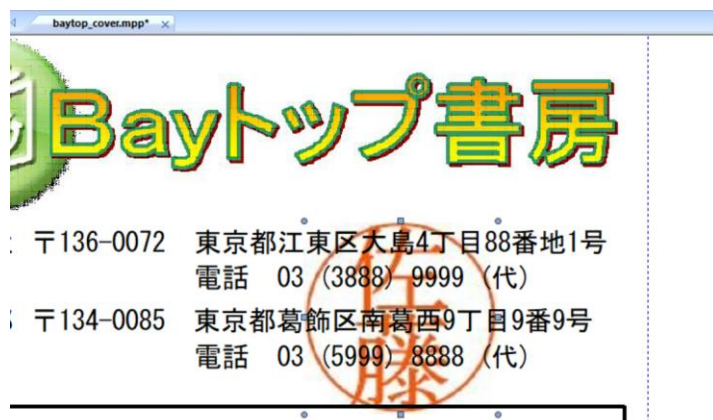 baytop_cover.mpp*
Baytップ書房
〒136-0072 東京都江東区大島4丁目88番地1号
電話 03 (3888) 9999 (代)
〒134-0085 東京都葛飾区南葛西9丁目9番9号
電話 03 (5999) 8888 (代)
佐藤